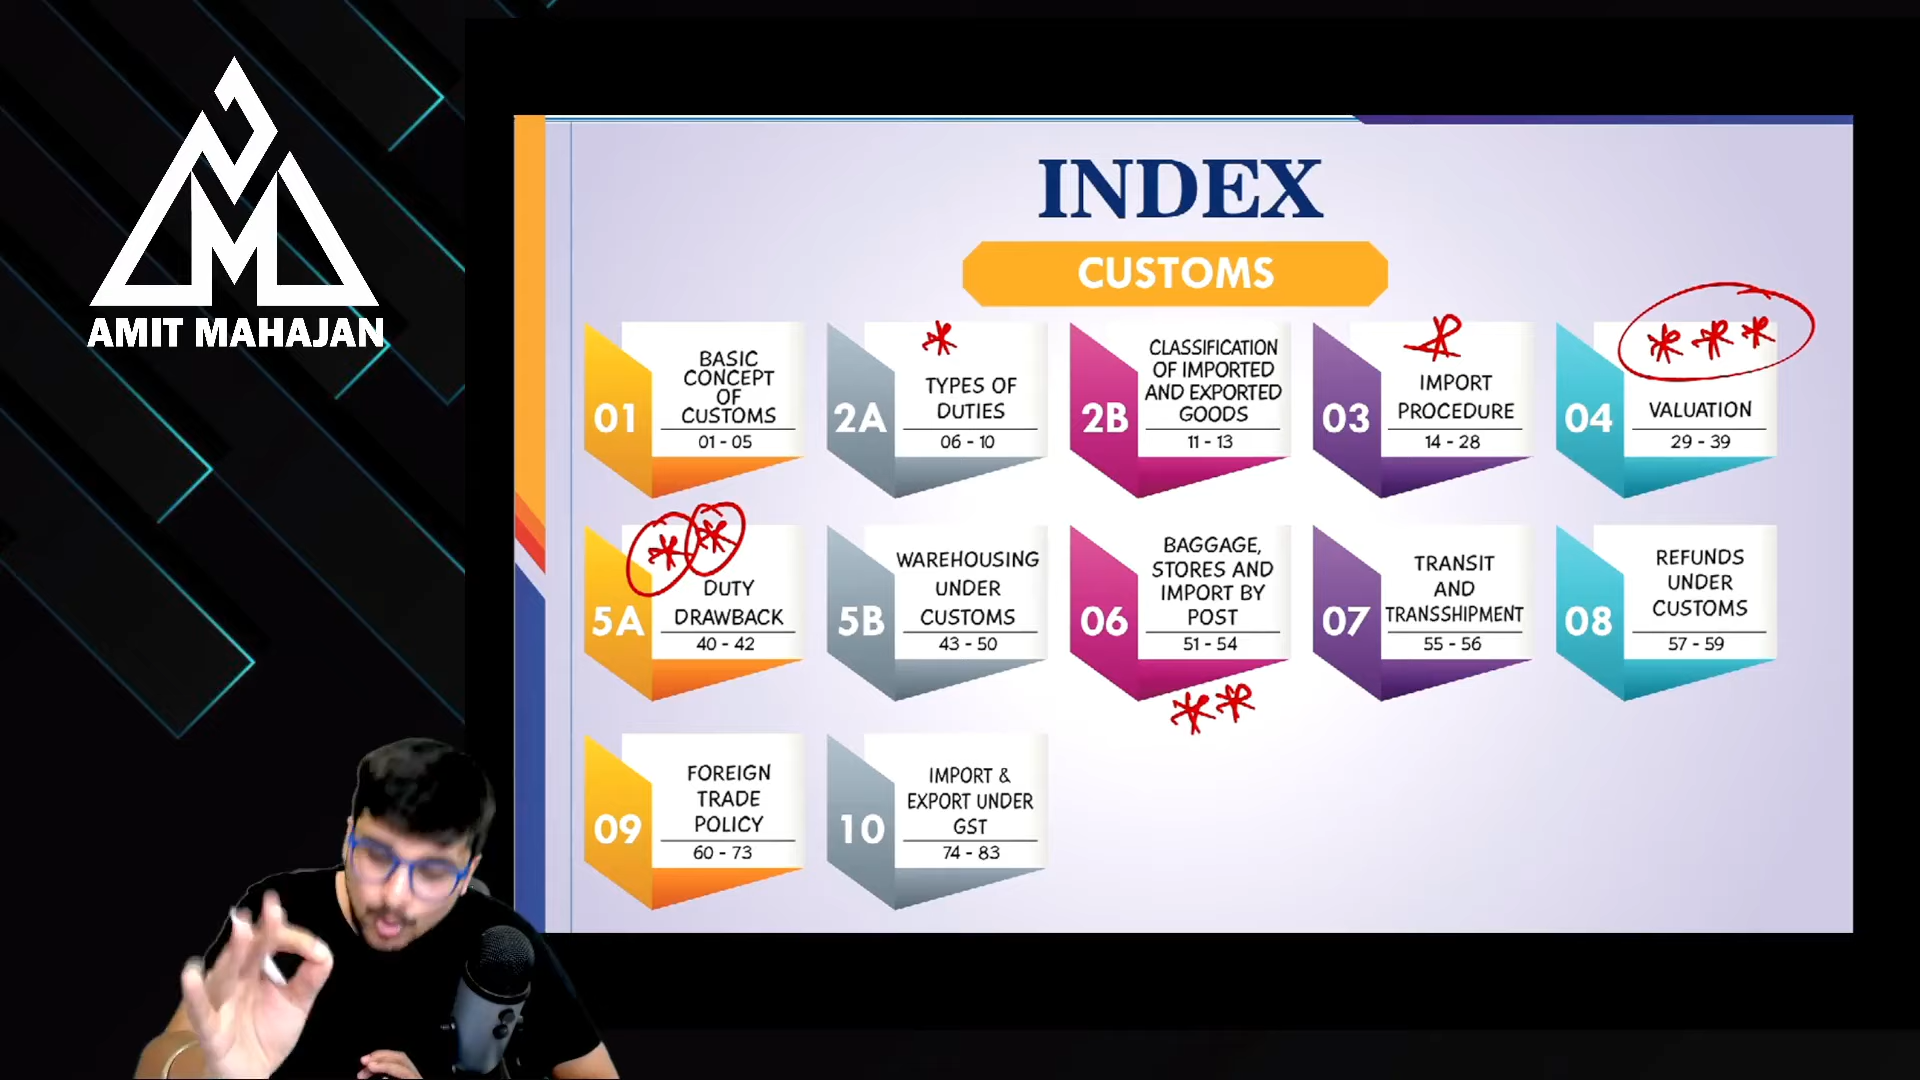 AMIT MAHAJAN
INDEX
CUSTOMS
01
BASIC
CONCEPT
OF
CUSTOMS
01 - 05
2A
TYPES OF
DUTIES
06 - 10
2B
CLASSIFICATION
OF IMPORTED
AND EXPORTED
GOODS
11 - 13
03
IMPORT
PROCEDURE
14 - 28
04
VALUATION
29 - 39
5A
DUTY
DRAWBACK
40 - 42
5B
WAREHOUSING
UNDER
CUSTOMS
43 - 50
06
BAGGAGE,
STORES AND
IMPORT BY
POST
51 - 54
07
TRANSIT
AND
TRANSSHIPMENT
55 - 56
08
REFUNDS
UNDER
CUSTOMS
57 - 59
09
FOREIGN
TRADE
POLICY
60 - 73
10
IMPORT &
EXPORT UNDER
GST
74 - 83